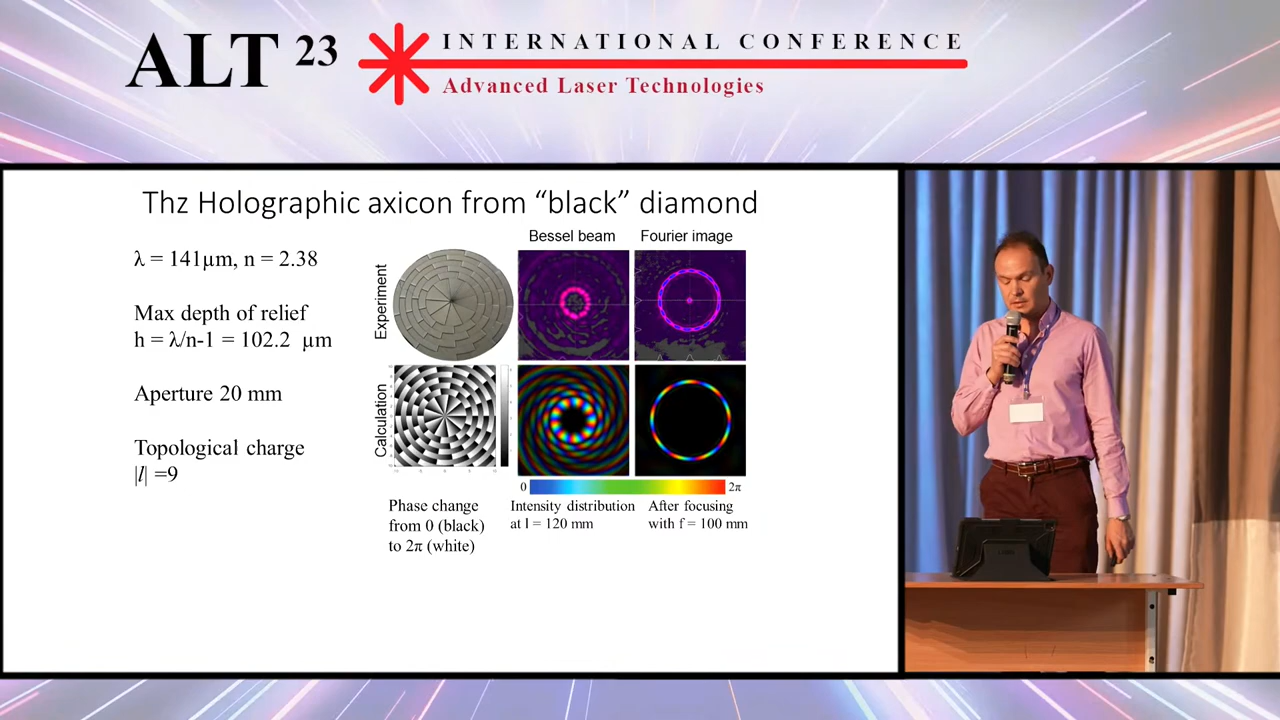 ALT 23
INTERNATIONAL CONFERENCE
Advanced Laser Technologies
Thz Holographic axicon from “black” diamond
λ = 141µm, n = 2.38
Max depth of relief
h = λ/n-1 = 102.2 µm
Aperture 20 mm
Topological charge
|l| =9
Bessel beam
Fourier image
Experiment
Calculation
0
2π
Phase change
from 0 (black)
to 2π (white)
Intensity distribution
at l = 120 mm
After focusing
with f = 100 mm